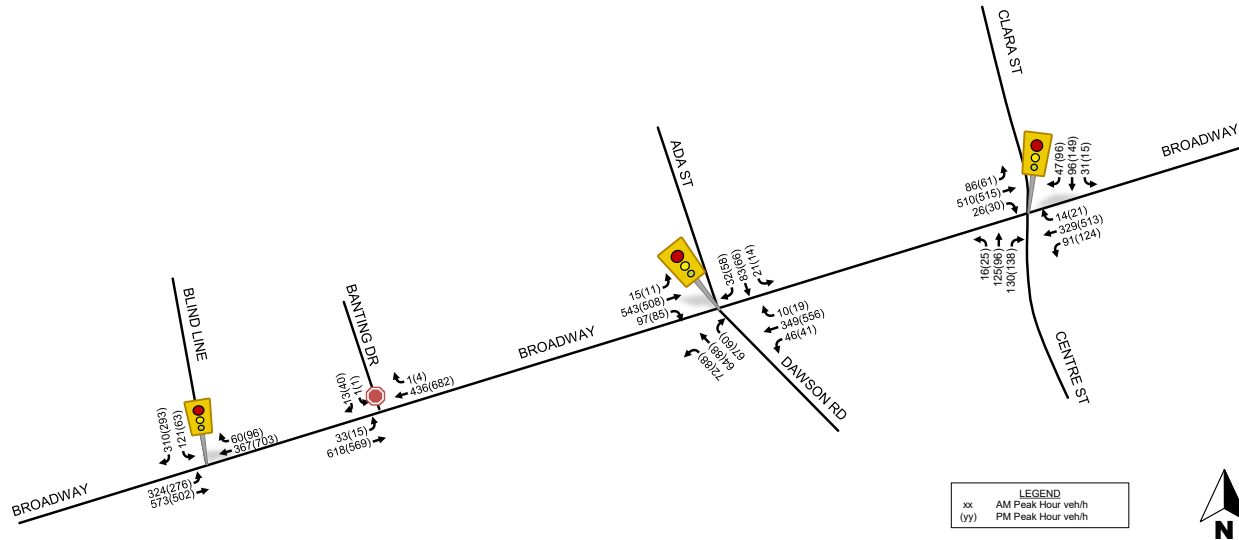 CLARA ST
BROADWAY
47(96)
96(149)
31(15)
86(61)
510(515)
26(30)
14(21)
329(513)
91(124)
16(25)
125(96)
130(138)
CENTRE ST
ADA ST
32(58)
83(66)
21(14)
15(11)
543(508)
97(85)
10(19)
349(556)
46(41)
72(88)
64(88)
67(60)
DAWSON RD
BROADWAY
BANTING DR
13(40)
1(1)
1(4)
436(682)
33(15)
618(569)
BLIND LINE
310(293)
121(63)
60(96)
367(703)
324(276)
573(502)
BROADWAY
LEGEND
xx AM Peak Hour veh/h
(yy) PM Peak Hour veh/h
N